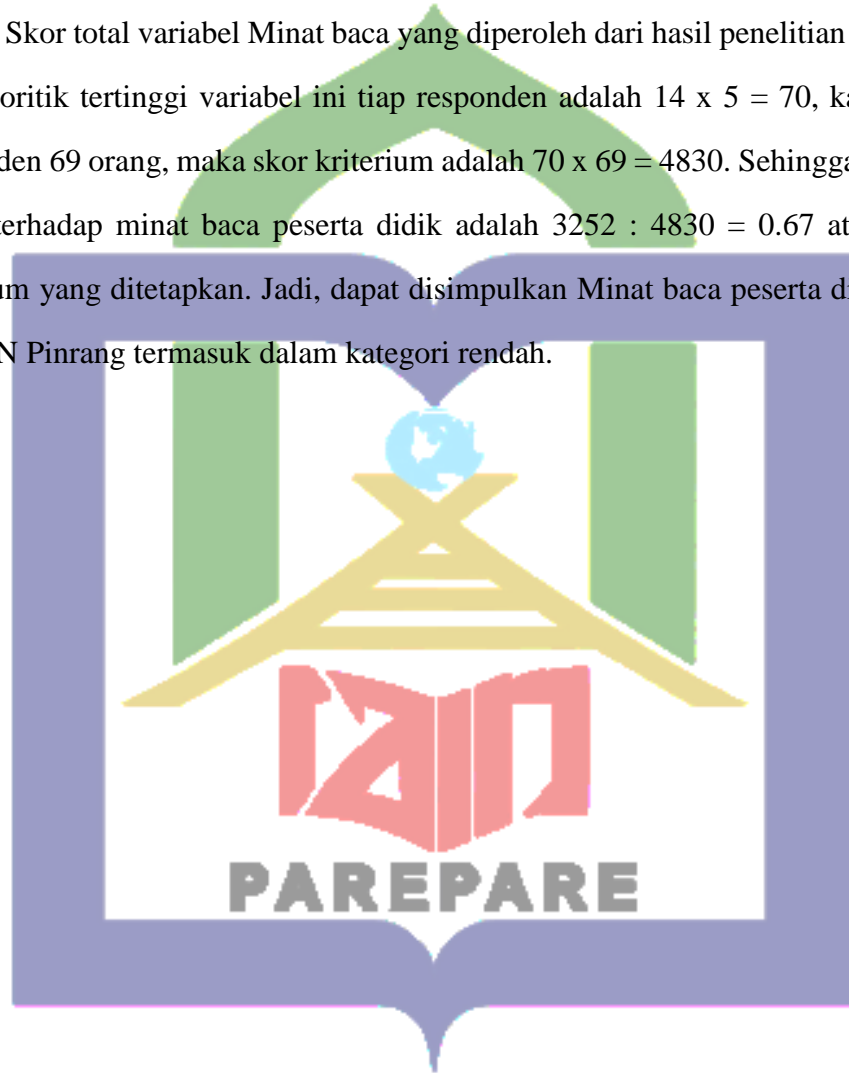 Skor total variabel Minat baca yang diperoleh dari hasil penelitian
oritik tertinggi variabel ini tiap responden adalah 14 x 5 = 70, ka
den 69 orang, maka skor kriterium adalah 70 x 69 = 4830. Sehingga
terhadap minat baca peserta didik adalah 3252 : 4830 = 0.67 at
um yang ditetapkan. Jadi, dapat disimpulkan Minat baca peserta di
N Pinrang termasuk dalam kategori rendah.
iain
PAREPARE